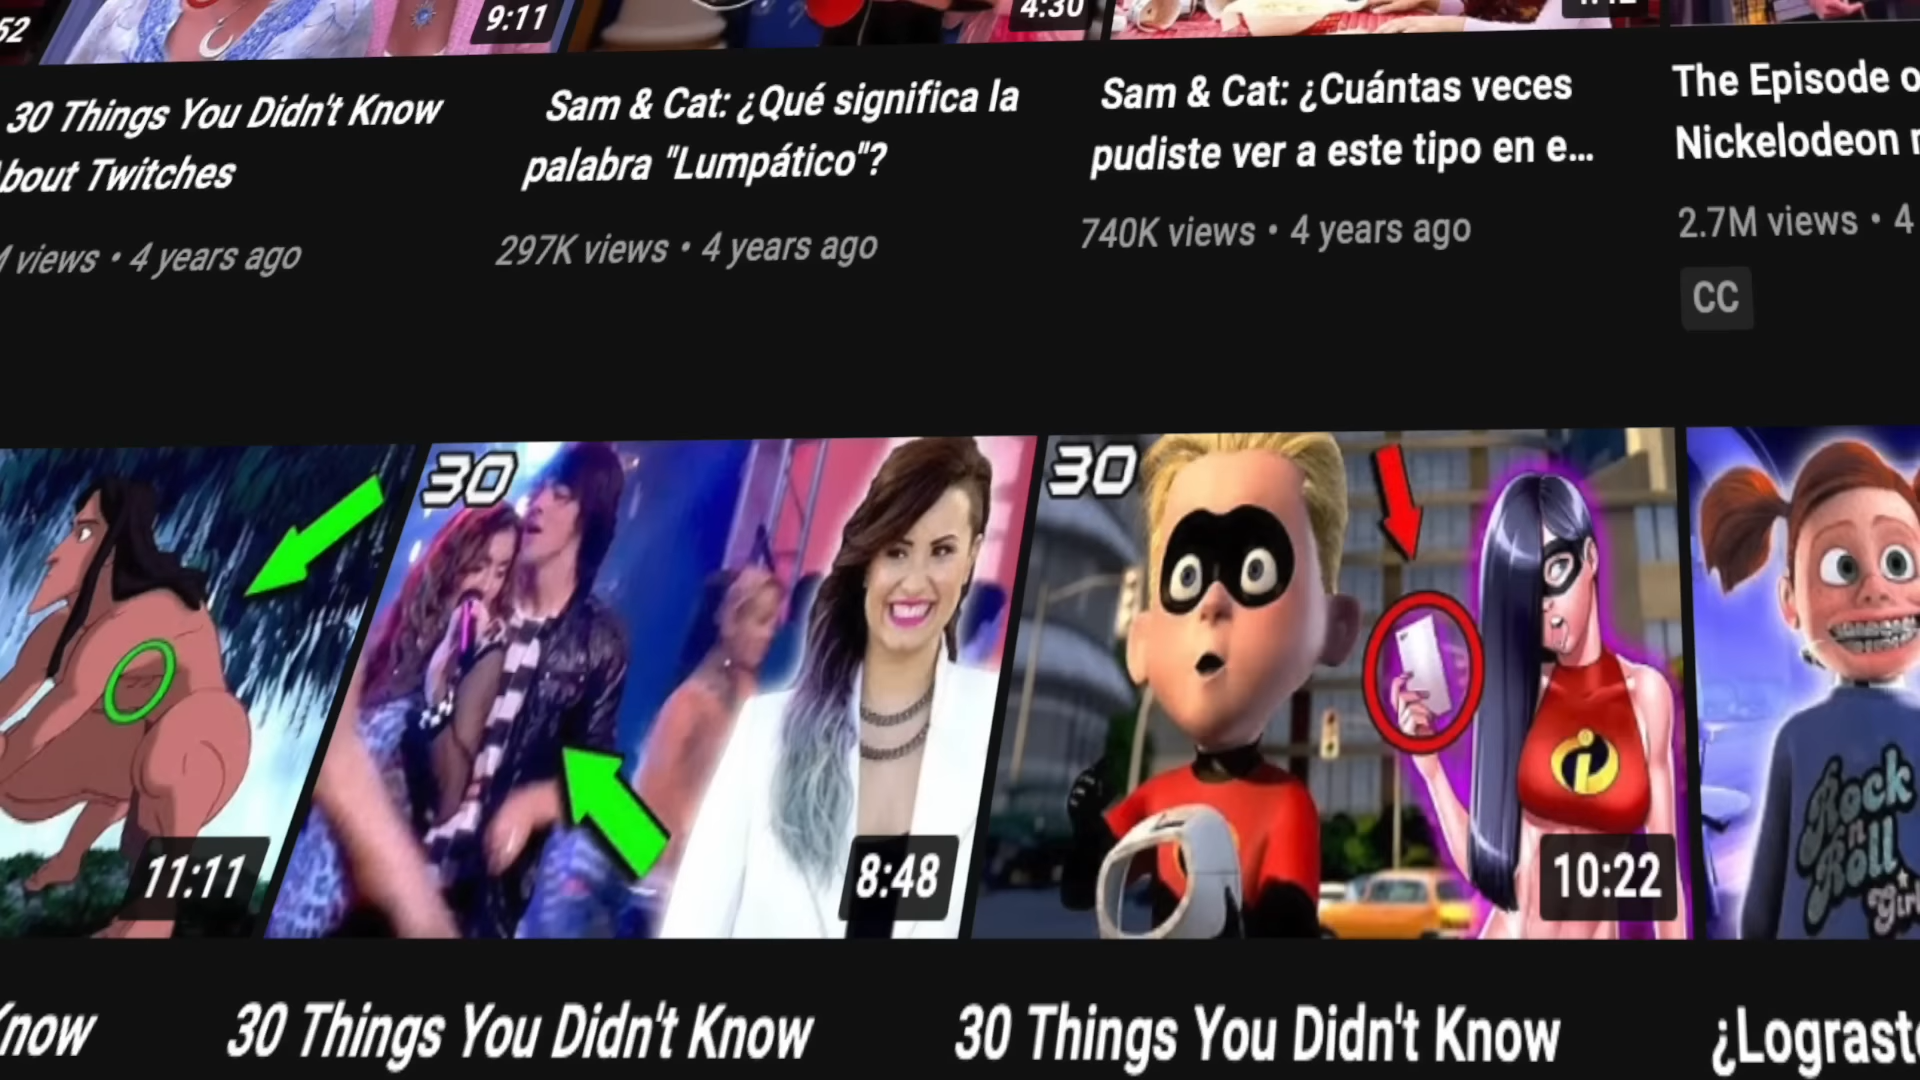 52
9:11
4:30
30 Things You Didn't Know
About Twitches
views • 4 years ago
Sam & Cat: ¿Qué significa la
palabra "Lumpático"?
297K views • 4 years ago
Sam & Cat: ¿Cuántas veces
pudiste ver a este tipo en e...
740K views • 4 years ago
The Episode
Nickelodeon
2.7M views • 4
CC
11:11
30
8:48
30
10:22
Rock
n
Roll
Girl
Know
30 Things You Didn't Know
30 Things You Didn't Know